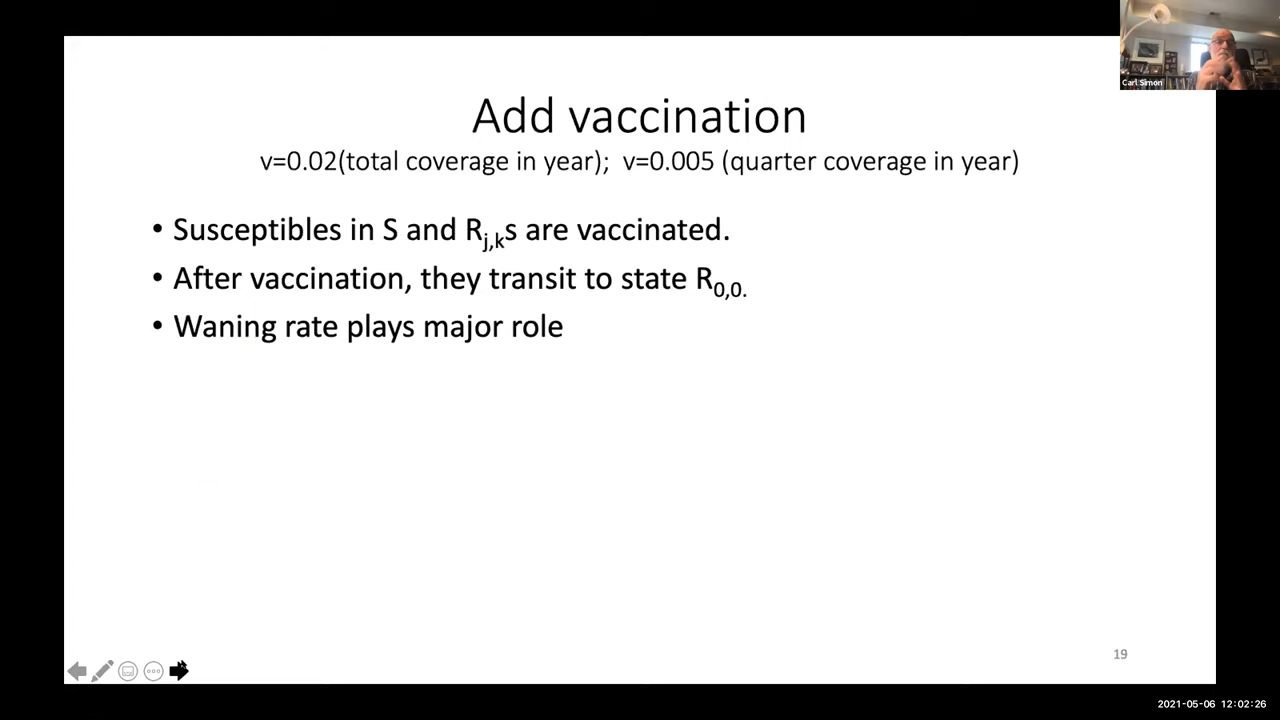 Carl Simon
Add vaccination
v=0.02(total coverage in year);  v=0.005 (quarter coverage in year)
• Susceptibles in S and Rj,ks are vaccinated.
• After vaccination, they transit to state R0,0.
• Waning rate plays major role
19
2021-05-06 12:02:26